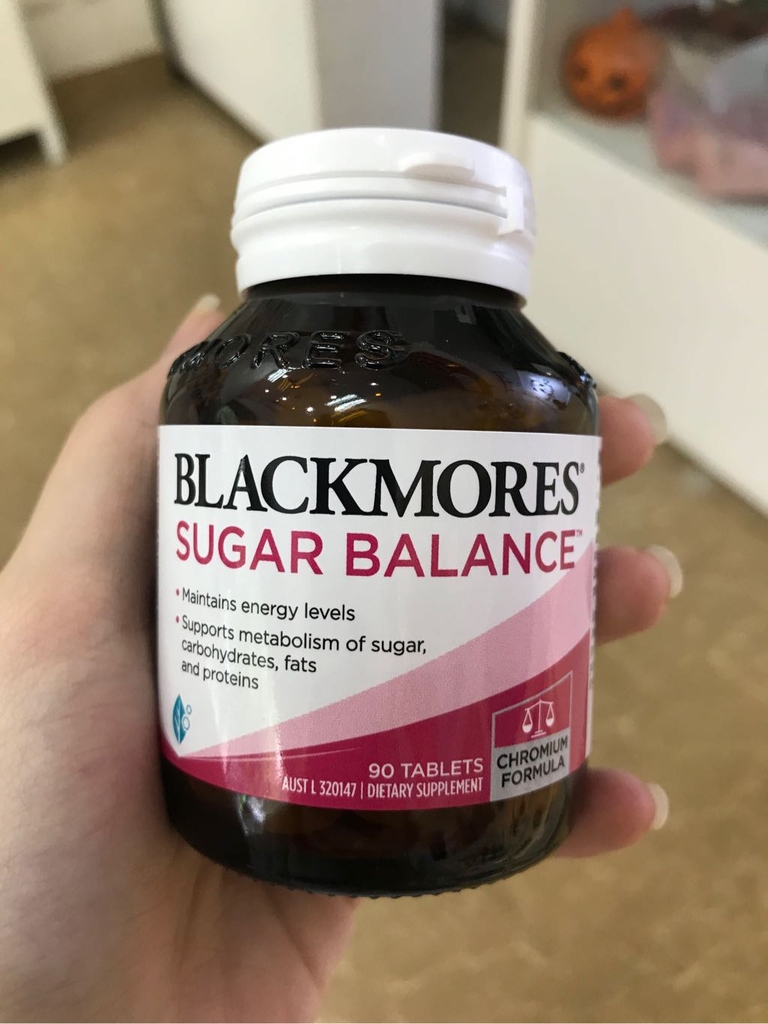 MORES
BLACKMORES®
SUGAR BALANCE™
• Maintains energy levels
• Supports metabolism of sugar,
carbohydrates, fats
and proteins
90 TABLETS
AUST L 320147 | DIETARY SUPPLEMENT
CHROMIUM
FORMULA